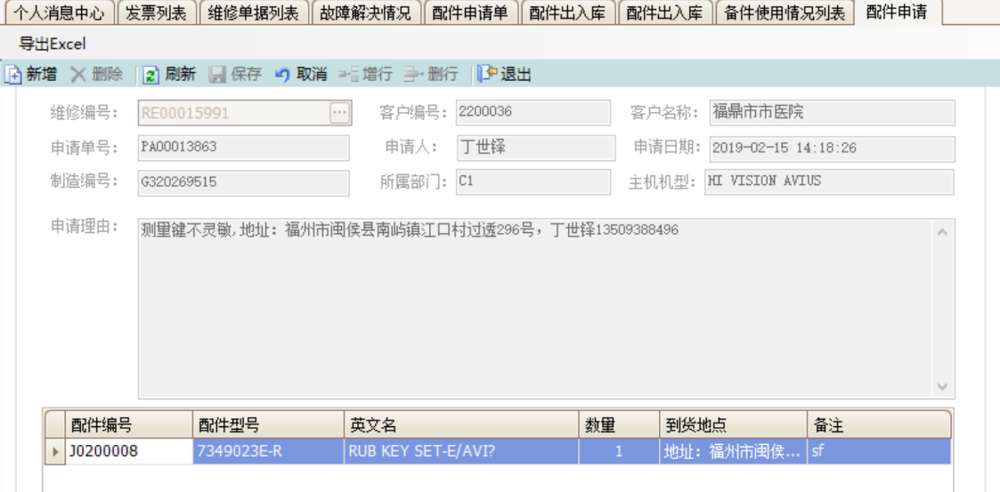 个人消息中心 发票列表 维修单据列表 故障解决情况 配件申请单 配件出入库 配件出入库 备件使用情况列表 配件申请
导出Excel
新增 删除 刷新 保存 取消 增行 删行 退出
维修编号: RE00015991 ... 客户编号: 2200036 客户名称: 福鼎市市医院
申请单号: PA00013863 申请人: 丁世铎 申请日期: 2019-02-15 14:18:26
制造编号: G320269515 所属部门: C1 主机机型: HI VISION AVIUS
申请理由: 测量键不灵敏,地址：福州市闽侯县南屿镇江口村过透296号，丁世铎13509388496
配件编号 配件型号 英文名 数量 到货地点 备注
J0200008 7349023E-R RUB KEY SET-E/AVI? 1 地址：福州市闽侯... sf